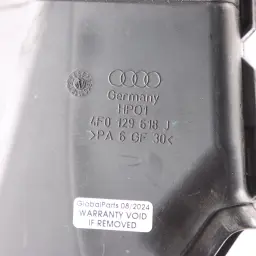 Germany
HP01
4F0 129 618 J
>PA 6 GF 30<
GlobalParts 08/2024
WARRANTY VOID
IF REMOVED